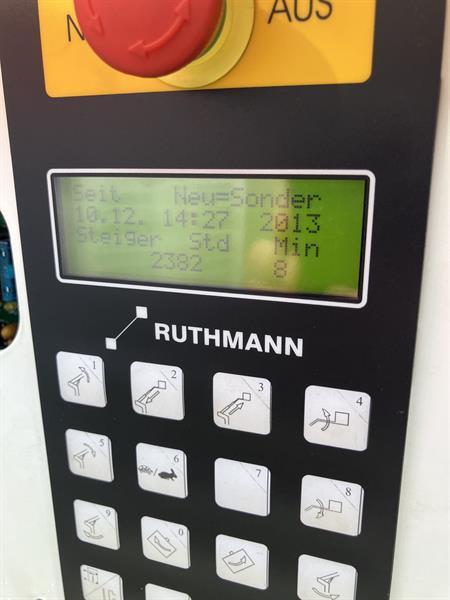 N
AUS
Seit Neu=Sonder
10.12. 14:27 2013
Steiger Std Min
2382 8
RUTHMANN
1
2
3
4
5
6
7
8
9
0